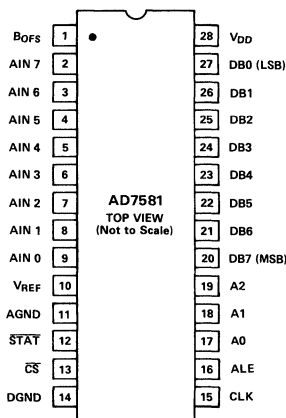 BOFS 1 28 VDD
AIN 7 2 27 DB0 (LSB)
AIN 6 3 26 DB1
AIN 5 4 25 DB2
AIN 4 5 24 DB3
AIN 3 6 23 DB4
AIN 2 7 22 DB5
AIN 1 8 21 DB6
AIN 0 9 20 DB7 (MSB)
VREF 10 19 A2
AGND 11 18 A1
STAT 12 17 A0
CS 13 16 ALE
DGND 14 15 CLK
AD7581
TOP VIEW
(Not to Scale)